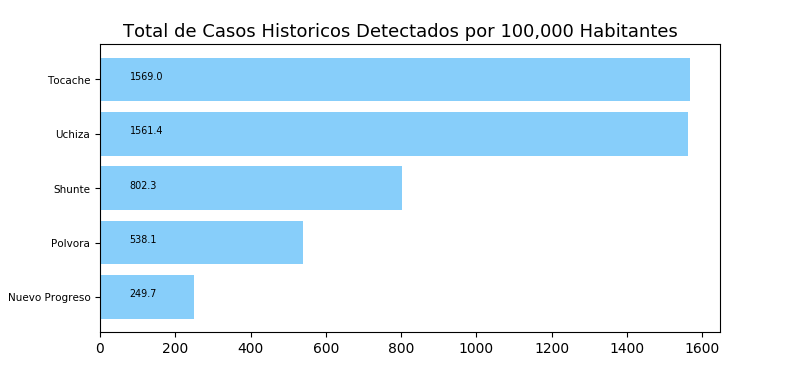 Total de Casos Historicos Detectados por 100,000 Habitantes
Tocache 1569.0
Uchiza 1561.4
Shunte 802.3
Polvora 538.1
Nuevo Progreso 249.7
0 200 400 600 800 1000 1200 1400 1600